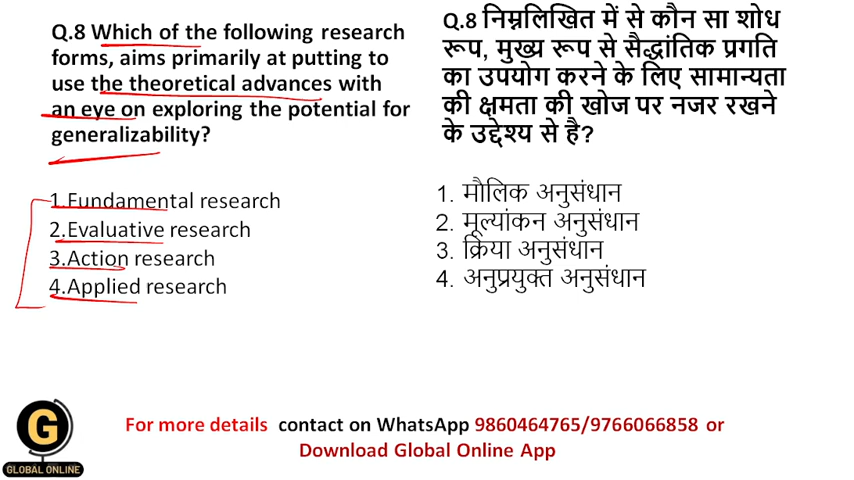 Q.8 Which of the following research
forms, aims primarily at putting to
use the theoretical advances with
an eye on exploring the potential for
generalizability?
1.Fundamental research
2.Evaluative research
3.Action research
4.Applied research
Q.8 निम्नलिखित में से कौन सा शोध
रूप, मुख्य रूप से सैद्धांतिक प्रगति
का उपयोग करने के लिए सामान्यता
की क्षमता की खोज पर नजर रखने
के उद्देश्य से है?
1. मौलिक अनुसंधान
2. मूल्यांकन अनुसंधान
3. क्रिया अनुसंधान
4. अनुप्रयुक्त अनुसंधान
G
GLOBAL ONLINE
For more details contact on WhatsApp 9860464765/9766066858 or
Download Global Online App